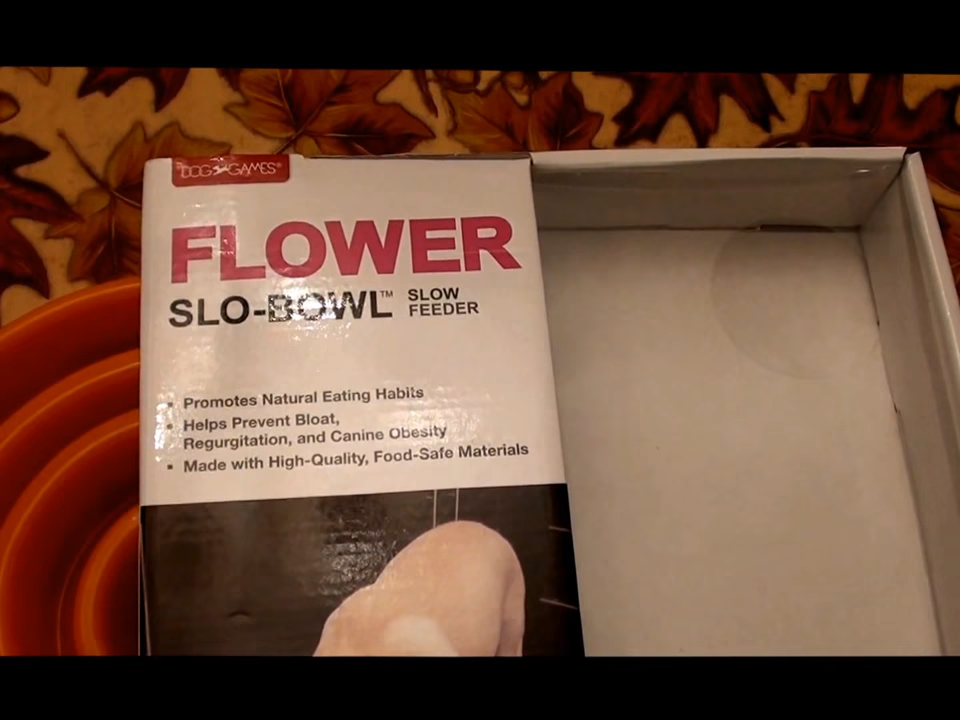 DOG GAMES®
FLOWER
SLO-BOWL™ SLOW
FEEDER
• Promotes Natural Eating Habits
• Helps Prevent Bloat,
Regurgitation, and Canine Obesity
• Made with High-Quality, Food-Safe Materials